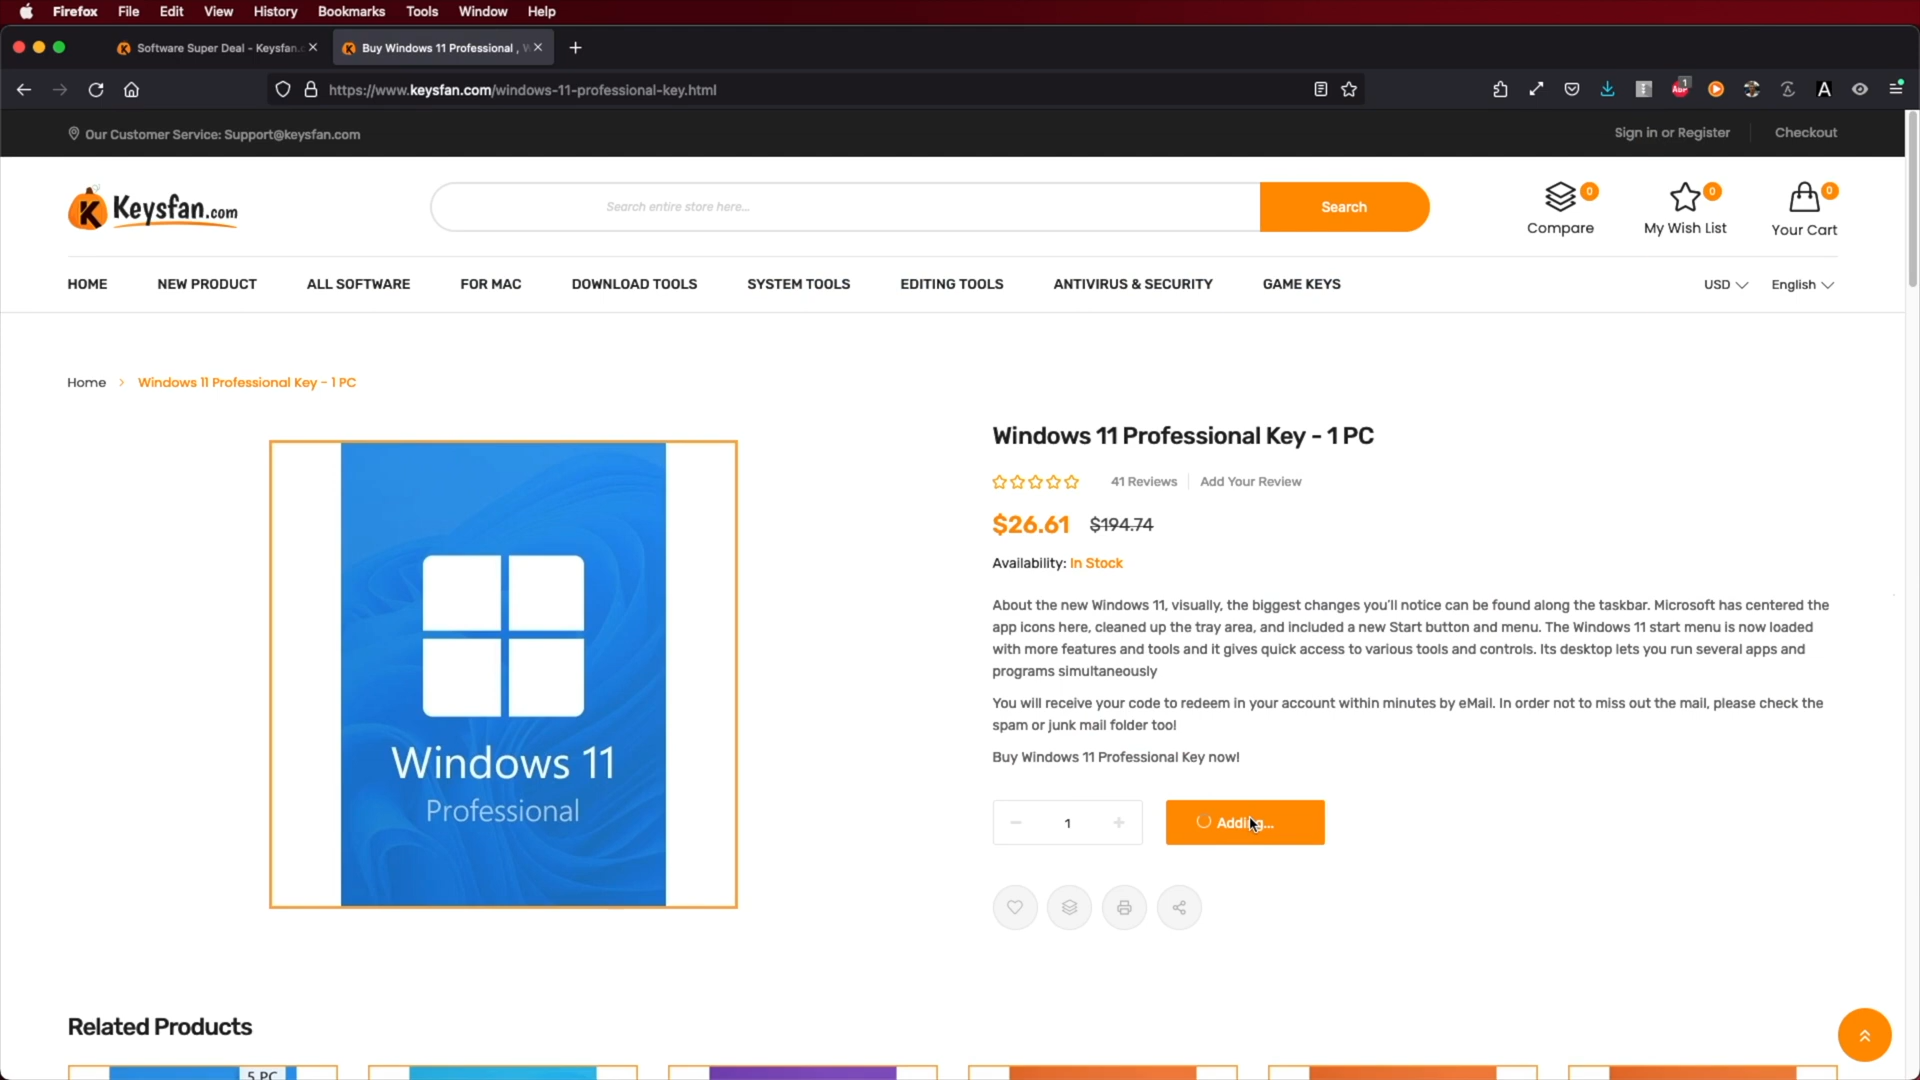 Firefox File Edit View History Bookmarks Tools Window Help
Software Super Deal - Keysfan.
Buy Windows 11 Professional ,
https://www.keysfan.com/windows-11-professional-key.html
1
ABP
A
Our Customer Service: Support@keysfan.com
Sign in or Register
Checkout
Keysfan.com
Search entire store here...
Search
0
Compare
0
My Wish List
0
Your Cart
HOME NEW PRODUCT ALL SOFTWARE FOR MAC DOWNLOAD TOOLS SYSTEM TOOLS EDITING TOOLS ANTIVIRUS & SECURITY GAME KEYS
USD
English
Home > Windows 11 Professional Key - 1 PC
Windows 11
Professional
Windows 11 Professional Key - 1 PC
41 Reviews
Add Your Review
$26.61 $194.74
Availability: In Stock
About the new Windows 11, visually, the biggest changes you'll notice can be found along the taskbar. Microsoft has centered the
app icons here, cleaned up the tray area, and included a new Start button and menu. The Windows 11 start menu is now loaded
with more features and tools and it gives quick access to various tools and controls. Its desktop lets you run several apps and
programs simultaneously
You will receive your code to redeem in your account within minutes by eMail. In order not to miss out the mail, please check the
spam or junk mail folder too!
Buy Windows 11 Professional Key now!
1
Adding...
Related Products
5 PC